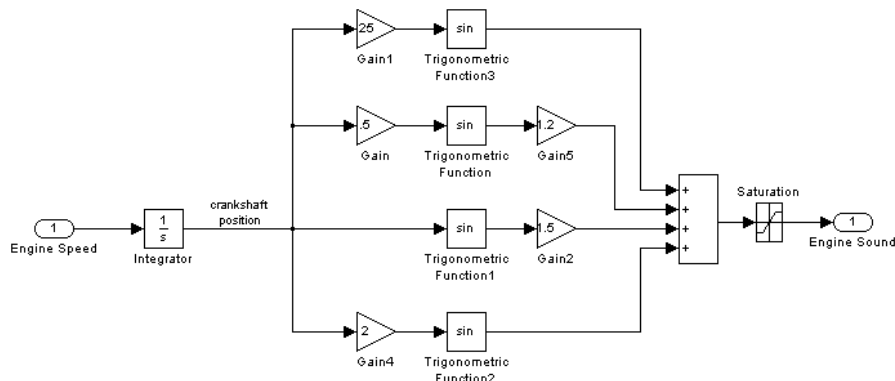 25
Gain1
sin
Trigonometric
Function3
.5
Gain
sin
Trigonometric
Function
1.2
Gain5
1
Engine Speed
1
s
Integrator
crankshaft
position
sin
Trigonometric
Function1
1.5
Gain2
2
Gain4
sin
Trigonometric
Function2
+
+
+
+
Saturation
1
Engine Sound